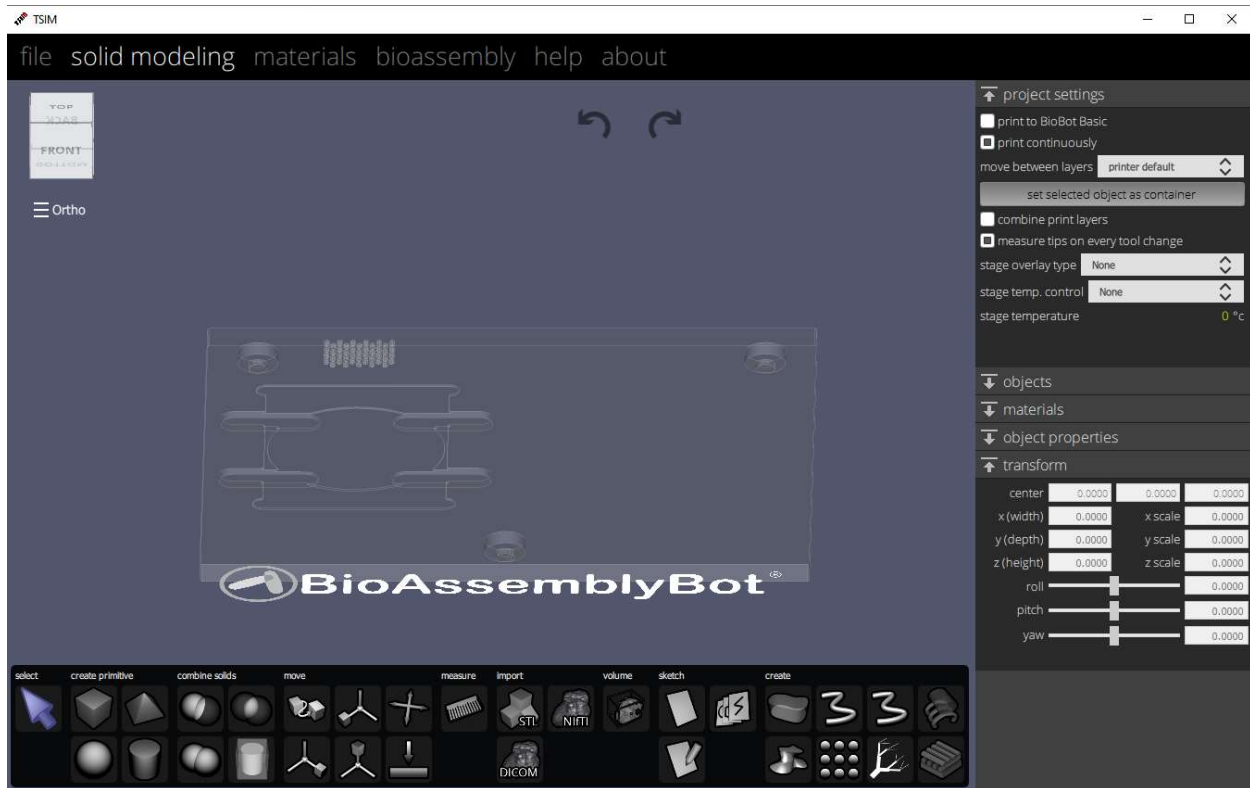 TSIM
file solid modeling materials bioassembly help about
TOP
BACK
FRONT
BOTTOM
Ortho
BioAssemblyBot®
project settings
print to BioBot Basic
print continuously
move between layers printer default
set selected object as container
combine print layers
measure tips on every tool change
stage overlay type None
stage temp. control None
stage temperature 0 °c
objects
materials
object properties
transform
center 0.0000 0.0000 0.0000
x (width) 0.0000 x scale 0.0000
y (depth) 0.0000 y scale 0.0000
z (height) 0.0000 z scale 0.0000
roll 0.0000
pitch 0.0000
yaw 0.0000
select create primitive combine solids move measure import volume sketch create
STL NIfTI
DICOM